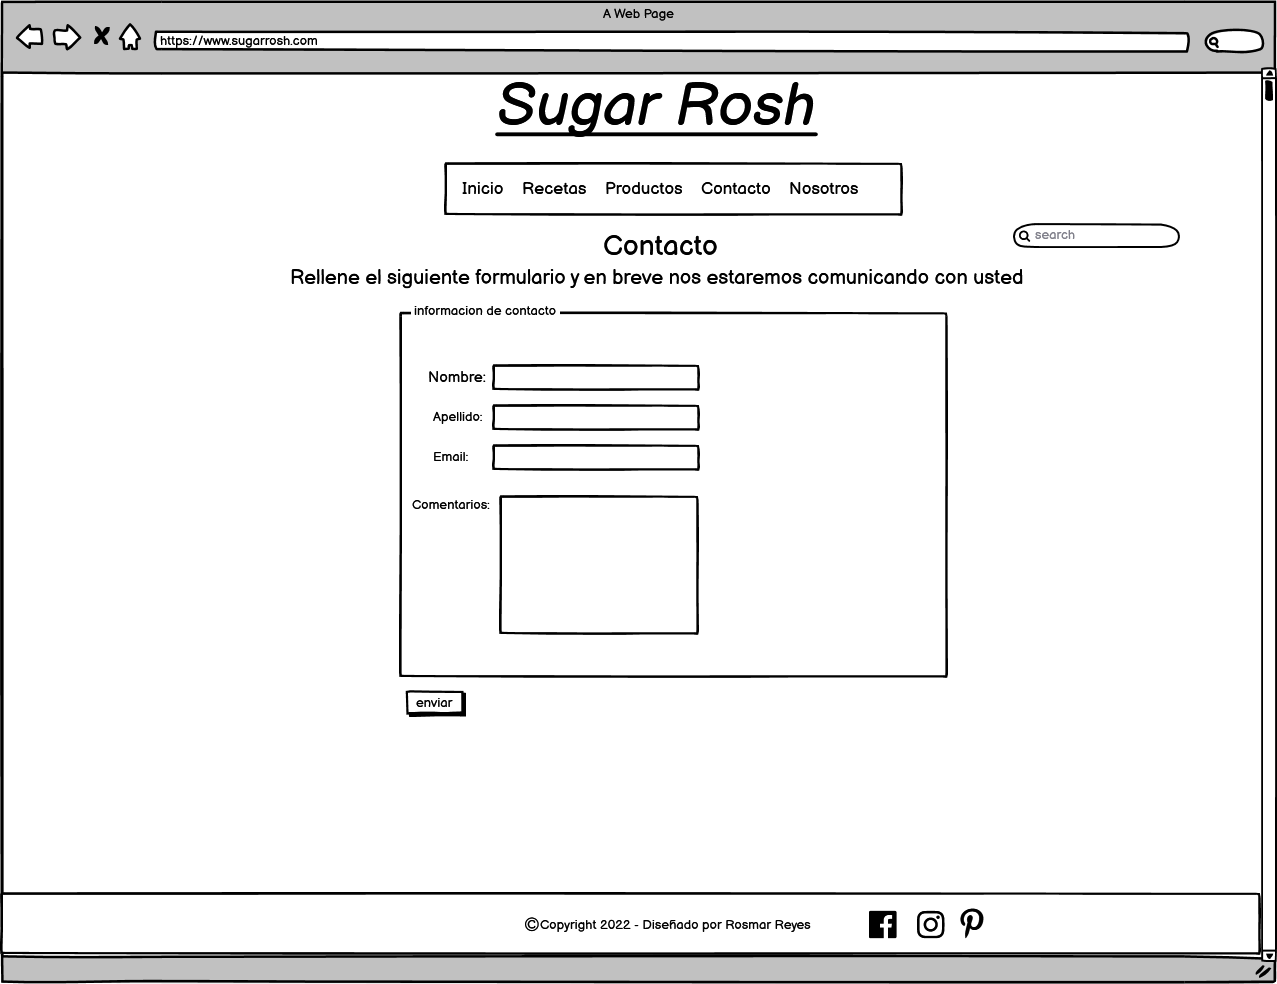 A Web Page
https://www.sugarrosh.com
Sugar Rosh
Inicio Recetas Productos Contacto Nosotros
search
Contacto
Rellene el siguiente formulario y en breve nos estaremos comunicando con usted
informacion de contacto
Nombre:
Apellido:
Email:
Comentarios:
enviar
©Copyright 2022 - Diseñado por Rosmar Reyes